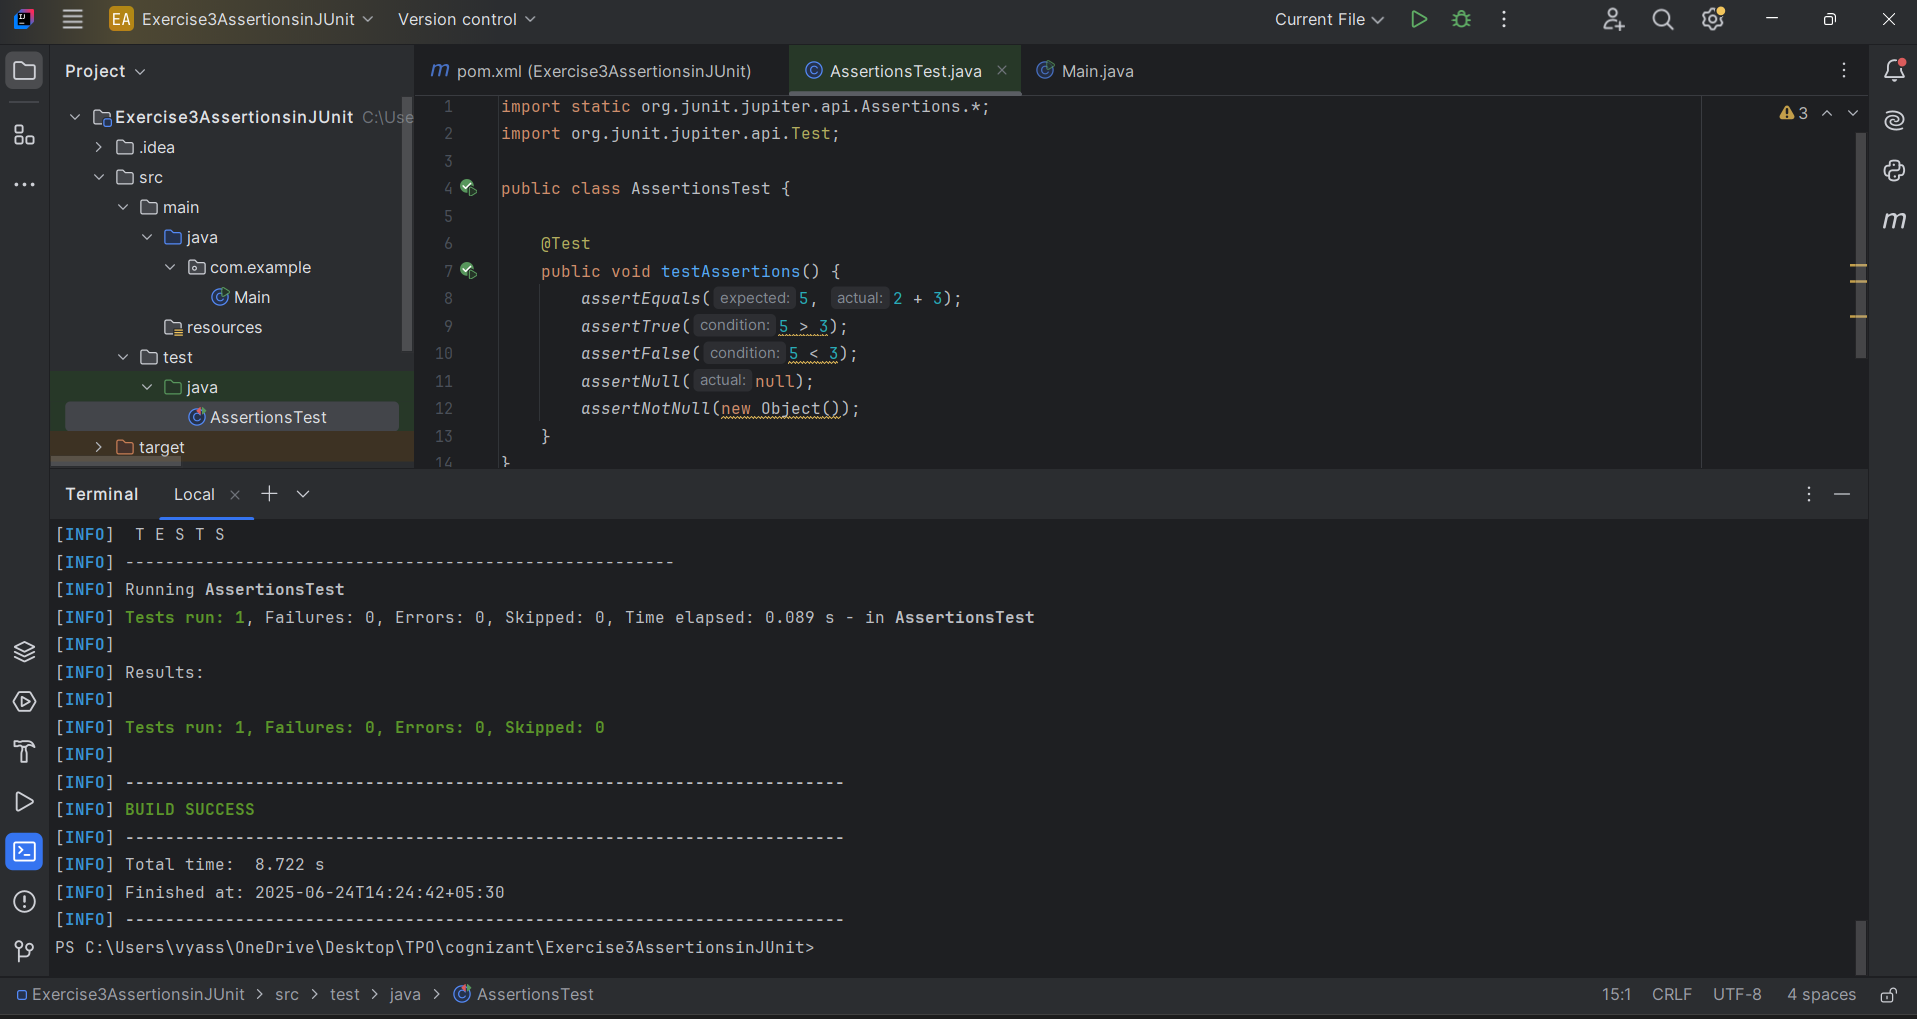 EA Exercise3AssertionsinJUnit Version control Current File
Project
Exercise3AssertionsinJUnit C:\Use
.idea
src
main
java
com.example
Main
resources
test
java
AssertionsTest
target
m pom.xml (Exercise3AssertionsinJUnit) AssertionsTest.java Main.java
3
1 import static org.junit.jupiter.api.Assertions.*;
2 import org.junit.jupiter.api.Test;
3
4 public class AssertionsTest {
5
6 @Test
7 public void testAssertions() {
8 assertEquals( expected: 5, actual: 2 + 3);
9 assertTrue( condition: 5 > 3);
10 assertFalse( condition: 5 < 3);
11 assertNull( actual: null);
12 assertNotNull(new Object());
13 }
14 }
m
Terminal Local
[INFO] T E S T S
[INFO] -------------------------------------------------------
[INFO] Running AssertionsTest
[INFO] Tests run: 1, Failures: 0, Errors: 0, Skipped: 0, Time elapsed: 0.089 s - in AssertionsTest
[INFO]
[INFO] Results:
[INFO]
[INFO] Tests run: 1, Failures: 0, Errors: 0, Skipped: 0
[INFO]
[INFO] ------------------------------------------------------------------------
[INFO] BUILD SUCCESS
[INFO] ------------------------------------------------------------------------
[INFO] Total time:  8.722 s
[INFO] Finished at: 2025-06-24T14:24:42+05:30
[INFO] ------------------------------------------------------------------------
PS C:\Users\vyass\OneDrive\Desktop\TPO\cognizant\Exercise3AssertionsinJUnit>
Exercise3AssertionsinJUnit > src > test > java > AssertionsTest 15:1 CRLF UTF-8 4 spaces